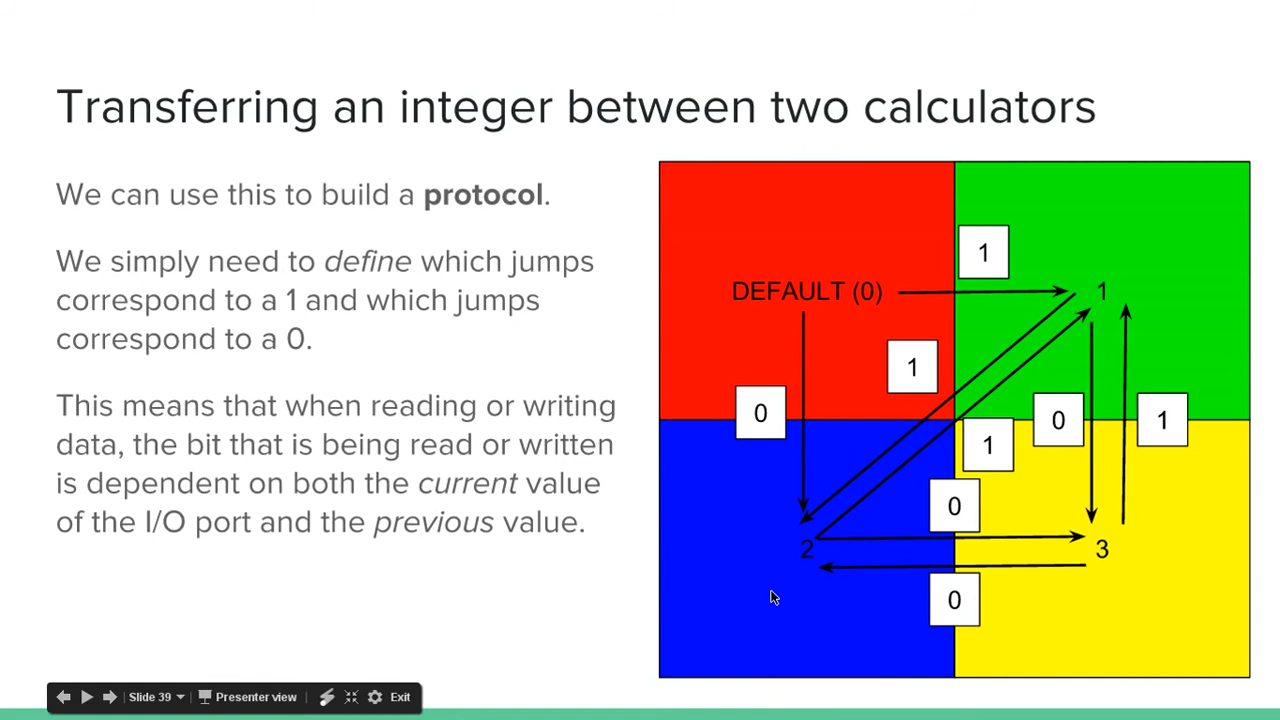 Transferring an integer between two calculators
We can use this to build a protocol.
We simply need to define which jumps
correspond to a 1 and which jumps
correspond to a 0.
This means that when reading or writing
data, the bit that is being read or written
is dependent on both the current value
of the I/O port and the previous value.
1
DEFAULT (0)
1
1
0
0
1
1
0
2
3
0
Slide 39
Presenter view
Exit